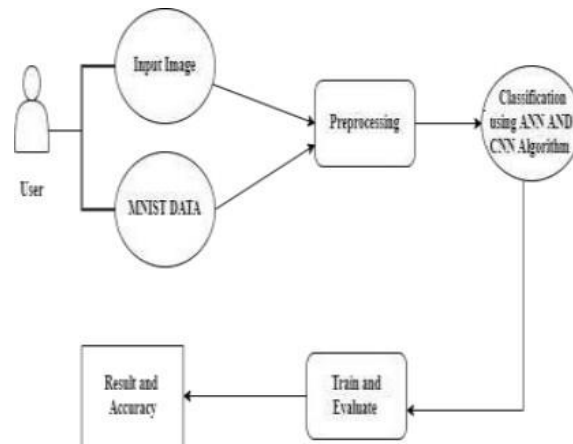 Input Image
User
MNIST DATA
Preprocessing
Classification
using ANN AND
CNN Algorithm
Train and
Evaluate
Result and
Accuracy